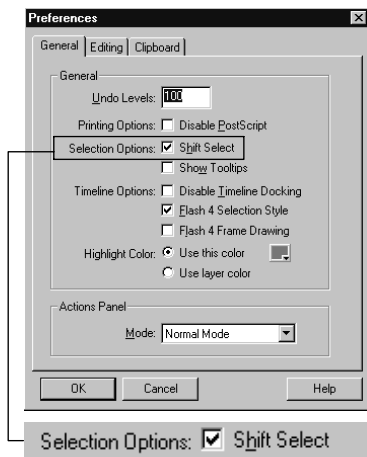 Preferences
General Editing Clipboard
General
Undo Levels: 100
Printing Options: Disable PostScript
Selection Options: Shift Select
Show Tooltips
Timeline Options: Disable Timeline Docking
Flash 4 Selection Style
Flash 4 Frame Drawing
Highlight Color: Use this color
Use layer color
Actions Panel
Mode: Normal Mode
OK Cancel Help
Selection Options: Shift Select